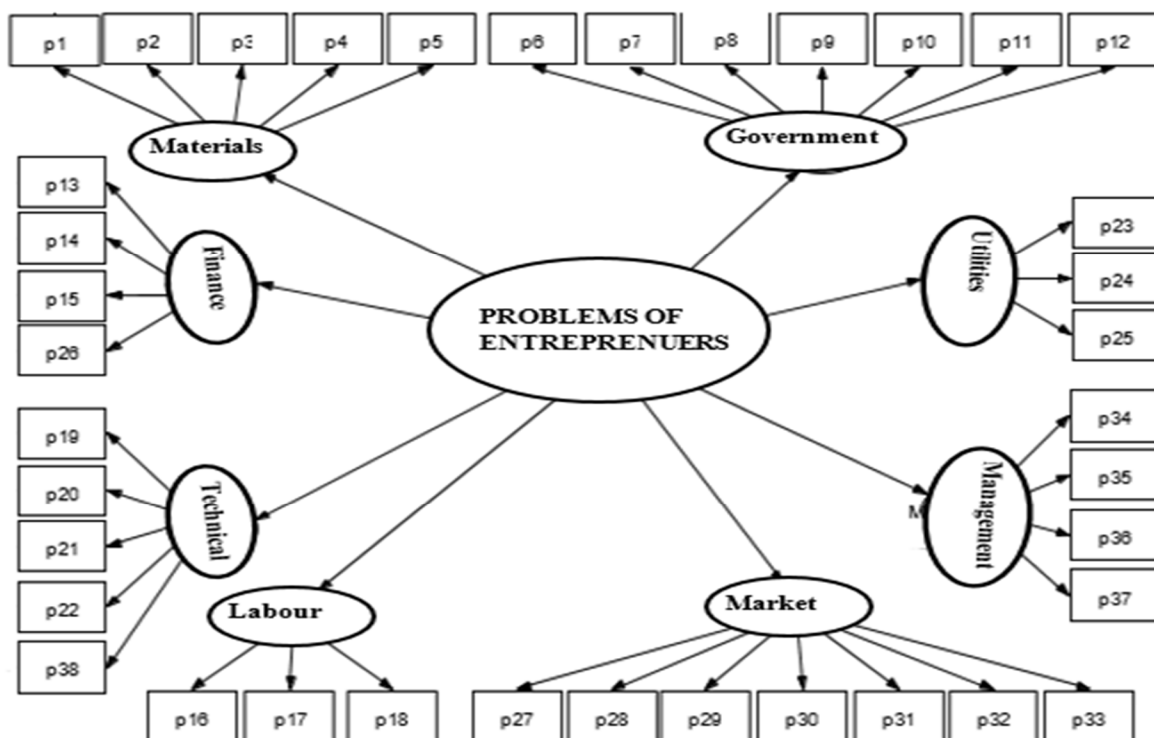 p1 p2 p3 p4 p5 p6 p7 p8 p9 p10 p11 p12
Materials
Government
p13
p14
p15
p26
Finance
Utilities
p23
p24
p25
PROBLEMS OF
ENTREPRENUERS
p19
p20
p21
p22
p38
Technical
Management
M
p34
p35
p36
p37
Labour
Market
p16 p17 p18 p27 p28 p29 p30 p31 p32 p33